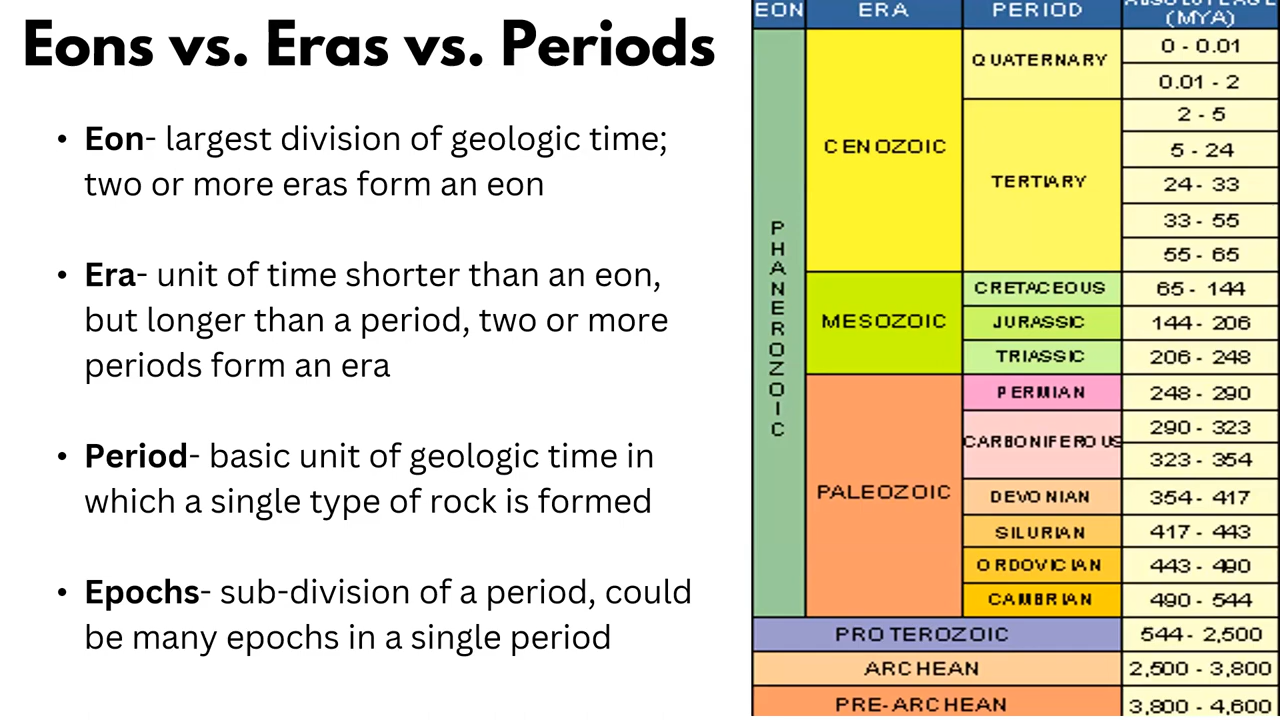 Eons vs. Eras vs. Periods
• Eon- largest division of geologic time;
two or more eras form an eon
• Era- unit of time shorter than an eon,
but longer than a period, two or more
periods form an era
• Period- basic unit of geologic time in
which a single type of rock is formed
• Epochs- sub-division of a period, could
be many epochs in a single period
EON ERA PERIOD
(MYA)
PHANEROZOIC
CENOZOIC
QUATERNARY
0 - 0.01
0.01 - 2
TERTIARY
2 - 5
5 - 24
24 - 33
33 - 55
55 - 65
MESOZOIC
CRETACEOUS 65 - 144
JURASSIC 144 - 206
TRIASSIC 206 - 248
PALEOZOIC
PERMIAN 248 - 290
CARBONIFEROUS
290 - 323
323 - 354
DEVONIAN 354 - 417
SILURIAN 417 - 443
ORDOVICIAN 443 - 490
CAMBRIAN 490 - 544
PROTEROZOIC 544 - 2,500
ARCHEAN 2,500 - 3,800
PRE-ARCHEAN 3,800 - 4,600